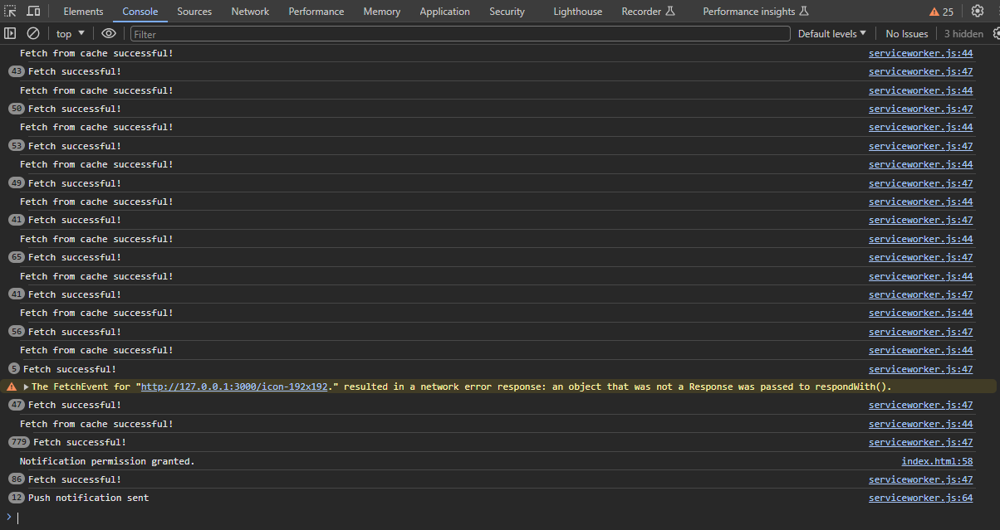 Elements Console Sources Network Performance Memory Application Security Lighthouse Recorder Performance insights 25
top Filter Default levels No Issues 3 hidden
Fetch from cache successful! serviceworker.js:44
43 Fetch successful! serviceworker.js:47
Fetch from cache successful! serviceworker.js:44
50 Fetch successful! serviceworker.js:47
Fetch from cache successful! serviceworker.js:44
53 Fetch successful! serviceworker.js:47
Fetch from cache successful! serviceworker.js:44
49 Fetch successful! serviceworker.js:47
Fetch from cache successful! serviceworker.js:44
41 Fetch successful! serviceworker.js:47
Fetch from cache successful! serviceworker.js:44
65 Fetch successful! serviceworker.js:47
Fetch from cache successful! serviceworker.js:44
41 Fetch successful! serviceworker.js:47
Fetch from cache successful! serviceworker.js:44
56 Fetch successful! serviceworker.js:47
Fetch from cache successful! serviceworker.js:44
5 Fetch successful! serviceworker.js:47
The FetchEvent for "http://127.0.0.1:3000/icon-192x192." resulted in a network error response: an object that was not a Response was passed to respondWith().
47 Fetch successful! serviceworker.js:47
Fetch from cache successful! serviceworker.js:44
779 Fetch successful! serviceworker.js:47
Notification permission granted. index.html:58
86 Fetch successful! serviceworker.js:47
12 Push notification sent serviceworker.js:64